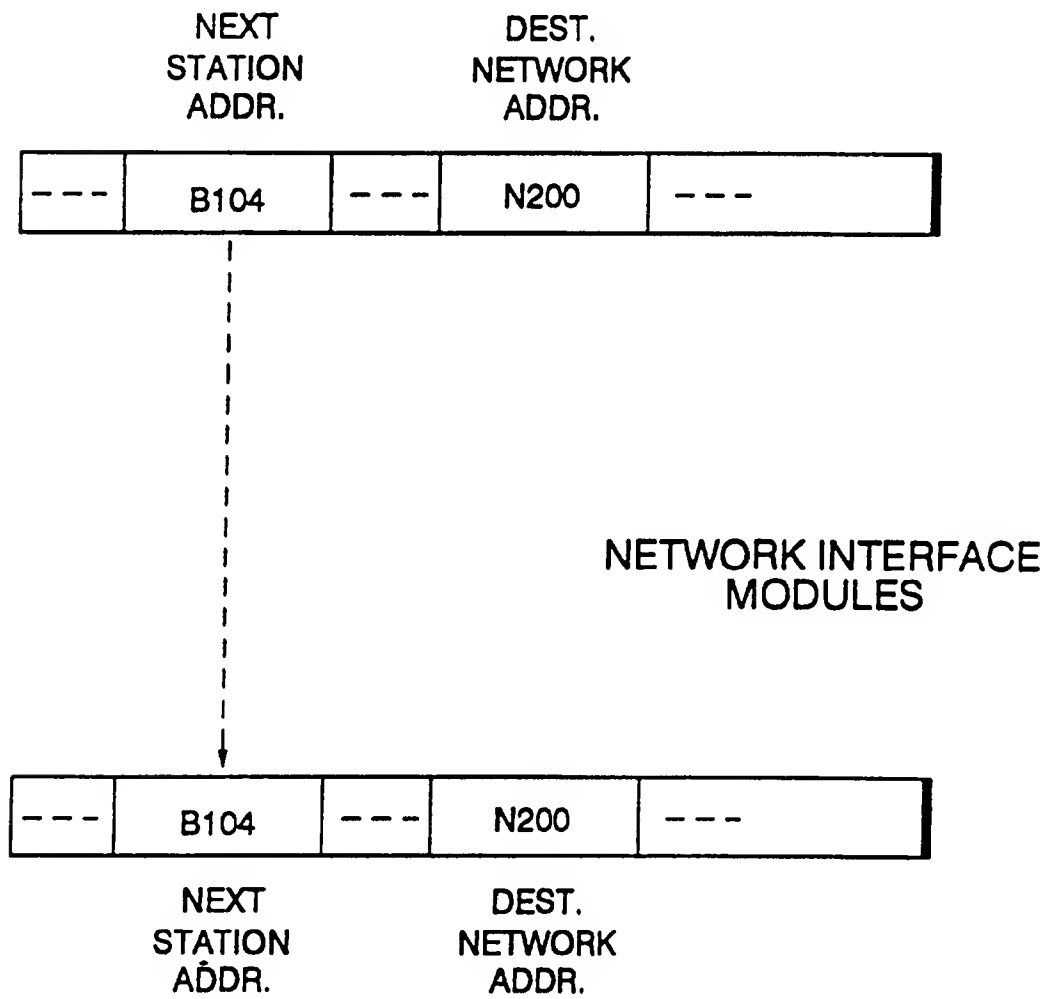 NEXT STATION ADDR.
DEST. NETWORK ADDR.
--- B104 --- N200 ---
NETWORK INTERFACE
MODULES
--- B104 --- N200 ---
NEXT STATION ADDR.
DEST. NETWORK ADDR.